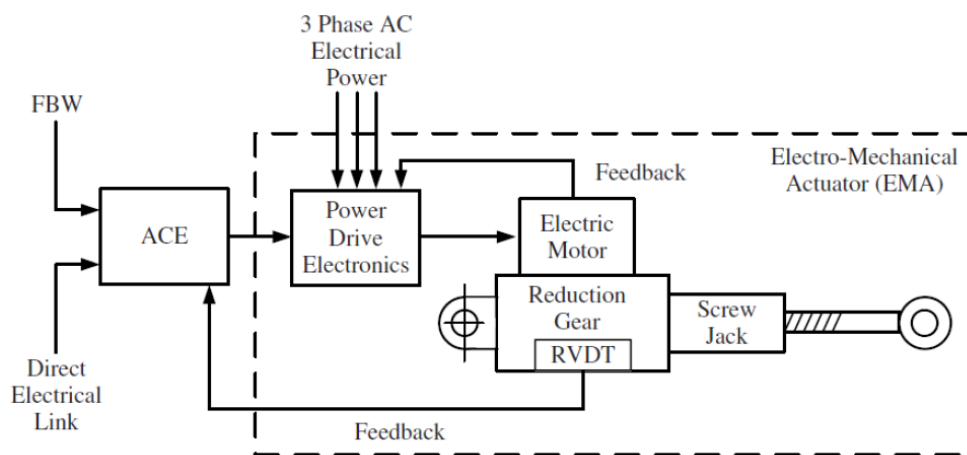 3 Phase AC
Electrical
Power
FBW
Electro-Mechanical
Actuator (EMA)
Feedback
ACE
Power
Drive
Electronics
Electric
Motor
Reduction
Gear
RVDT
Screw
Jack
Direct
Electrical
Link
Feedback